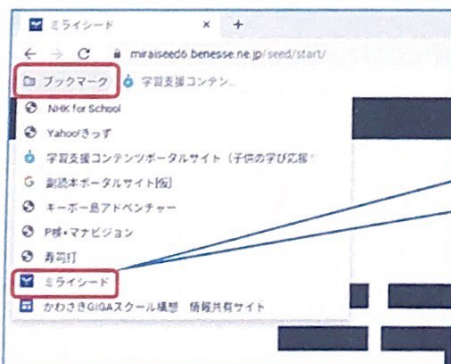 ミライシード
miraiseed6.benesse.ne.jp/seed/start/
ブックマーク 学習支援コンテン...
NHK for School
Yahoo!きっず
学習支援コンテンツポータルサイト(子供の学び応援
副読本ポータルサイト[仮]
キーボー島アドベンチャー
P検・マナビジョン
寿司打
ミライシード
かわさきGIGAスクール構想 情報共有サイト